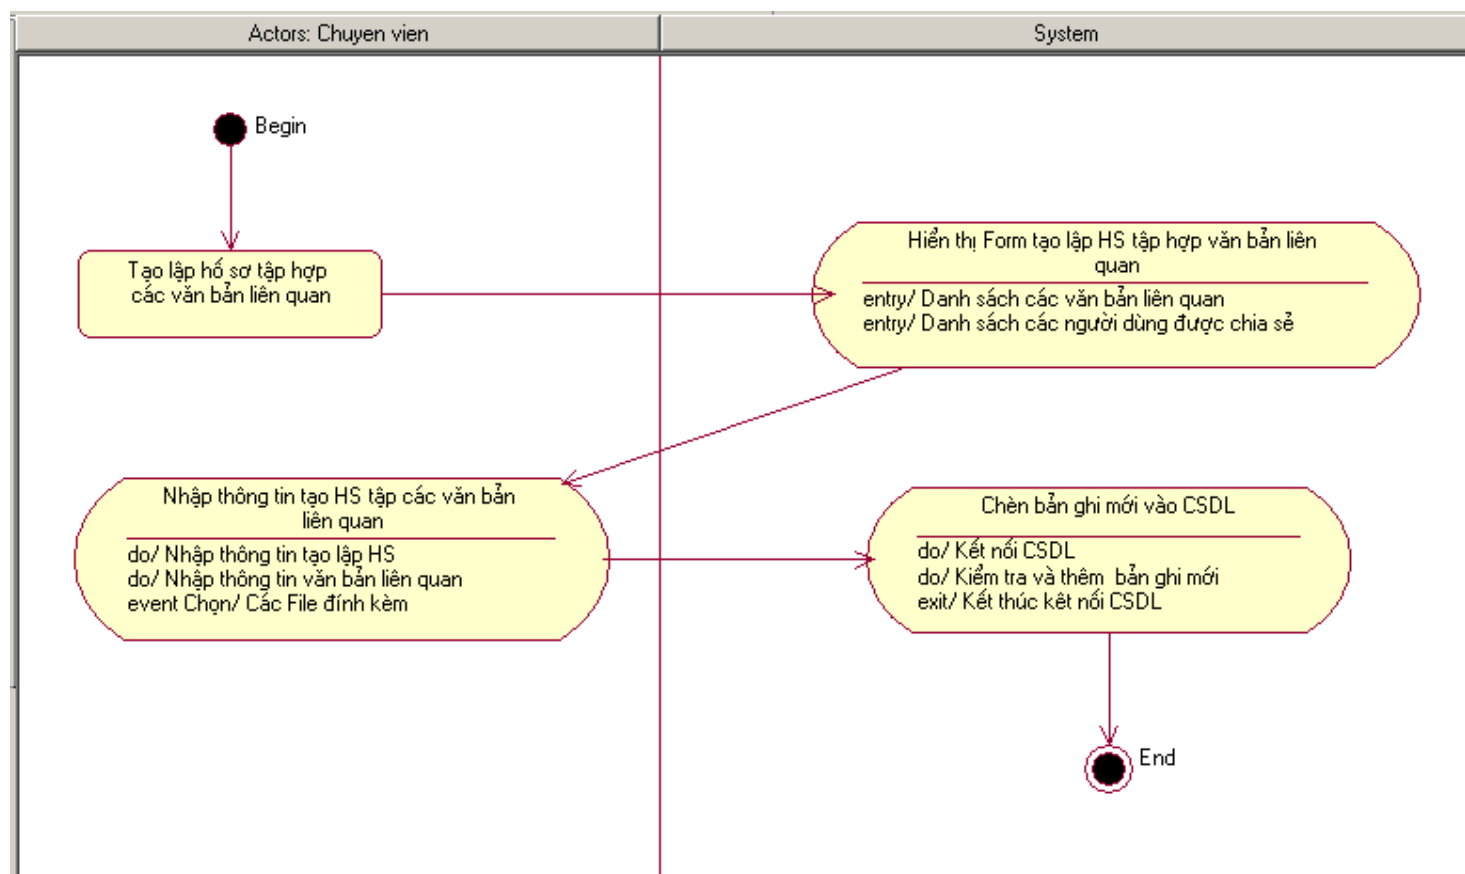 Actors: Chuyen vien
System
Begin
Tạo lập hồ sơ tập hợp
các văn bản liên quan
Hiển thị Form tạo lập HS tập hợp văn bản liên
quan
entry/ Danh sách các văn bản liên quan
entry/ Danh sách các người dùng được chia sẻ
Nhập thông tin tạo HS tập các văn bản
liên quan
do/ Nhập thông tin tạo lập HS
do/ Nhập thông tin văn bản liên quan
event Chọn/ Các File đính kèm
Chèn bản ghi mới vào CSDL
do/ Kết nối CSDL
do/ Kiểm tra và thêm bản ghi mới
exit/ Kết thúc kêt nối CSDL
End